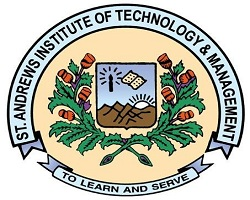 ST. ANDREWS INSTITUTE OF TECHNOLOGY & MANAGEMENT
TO LEARN AND SERVE